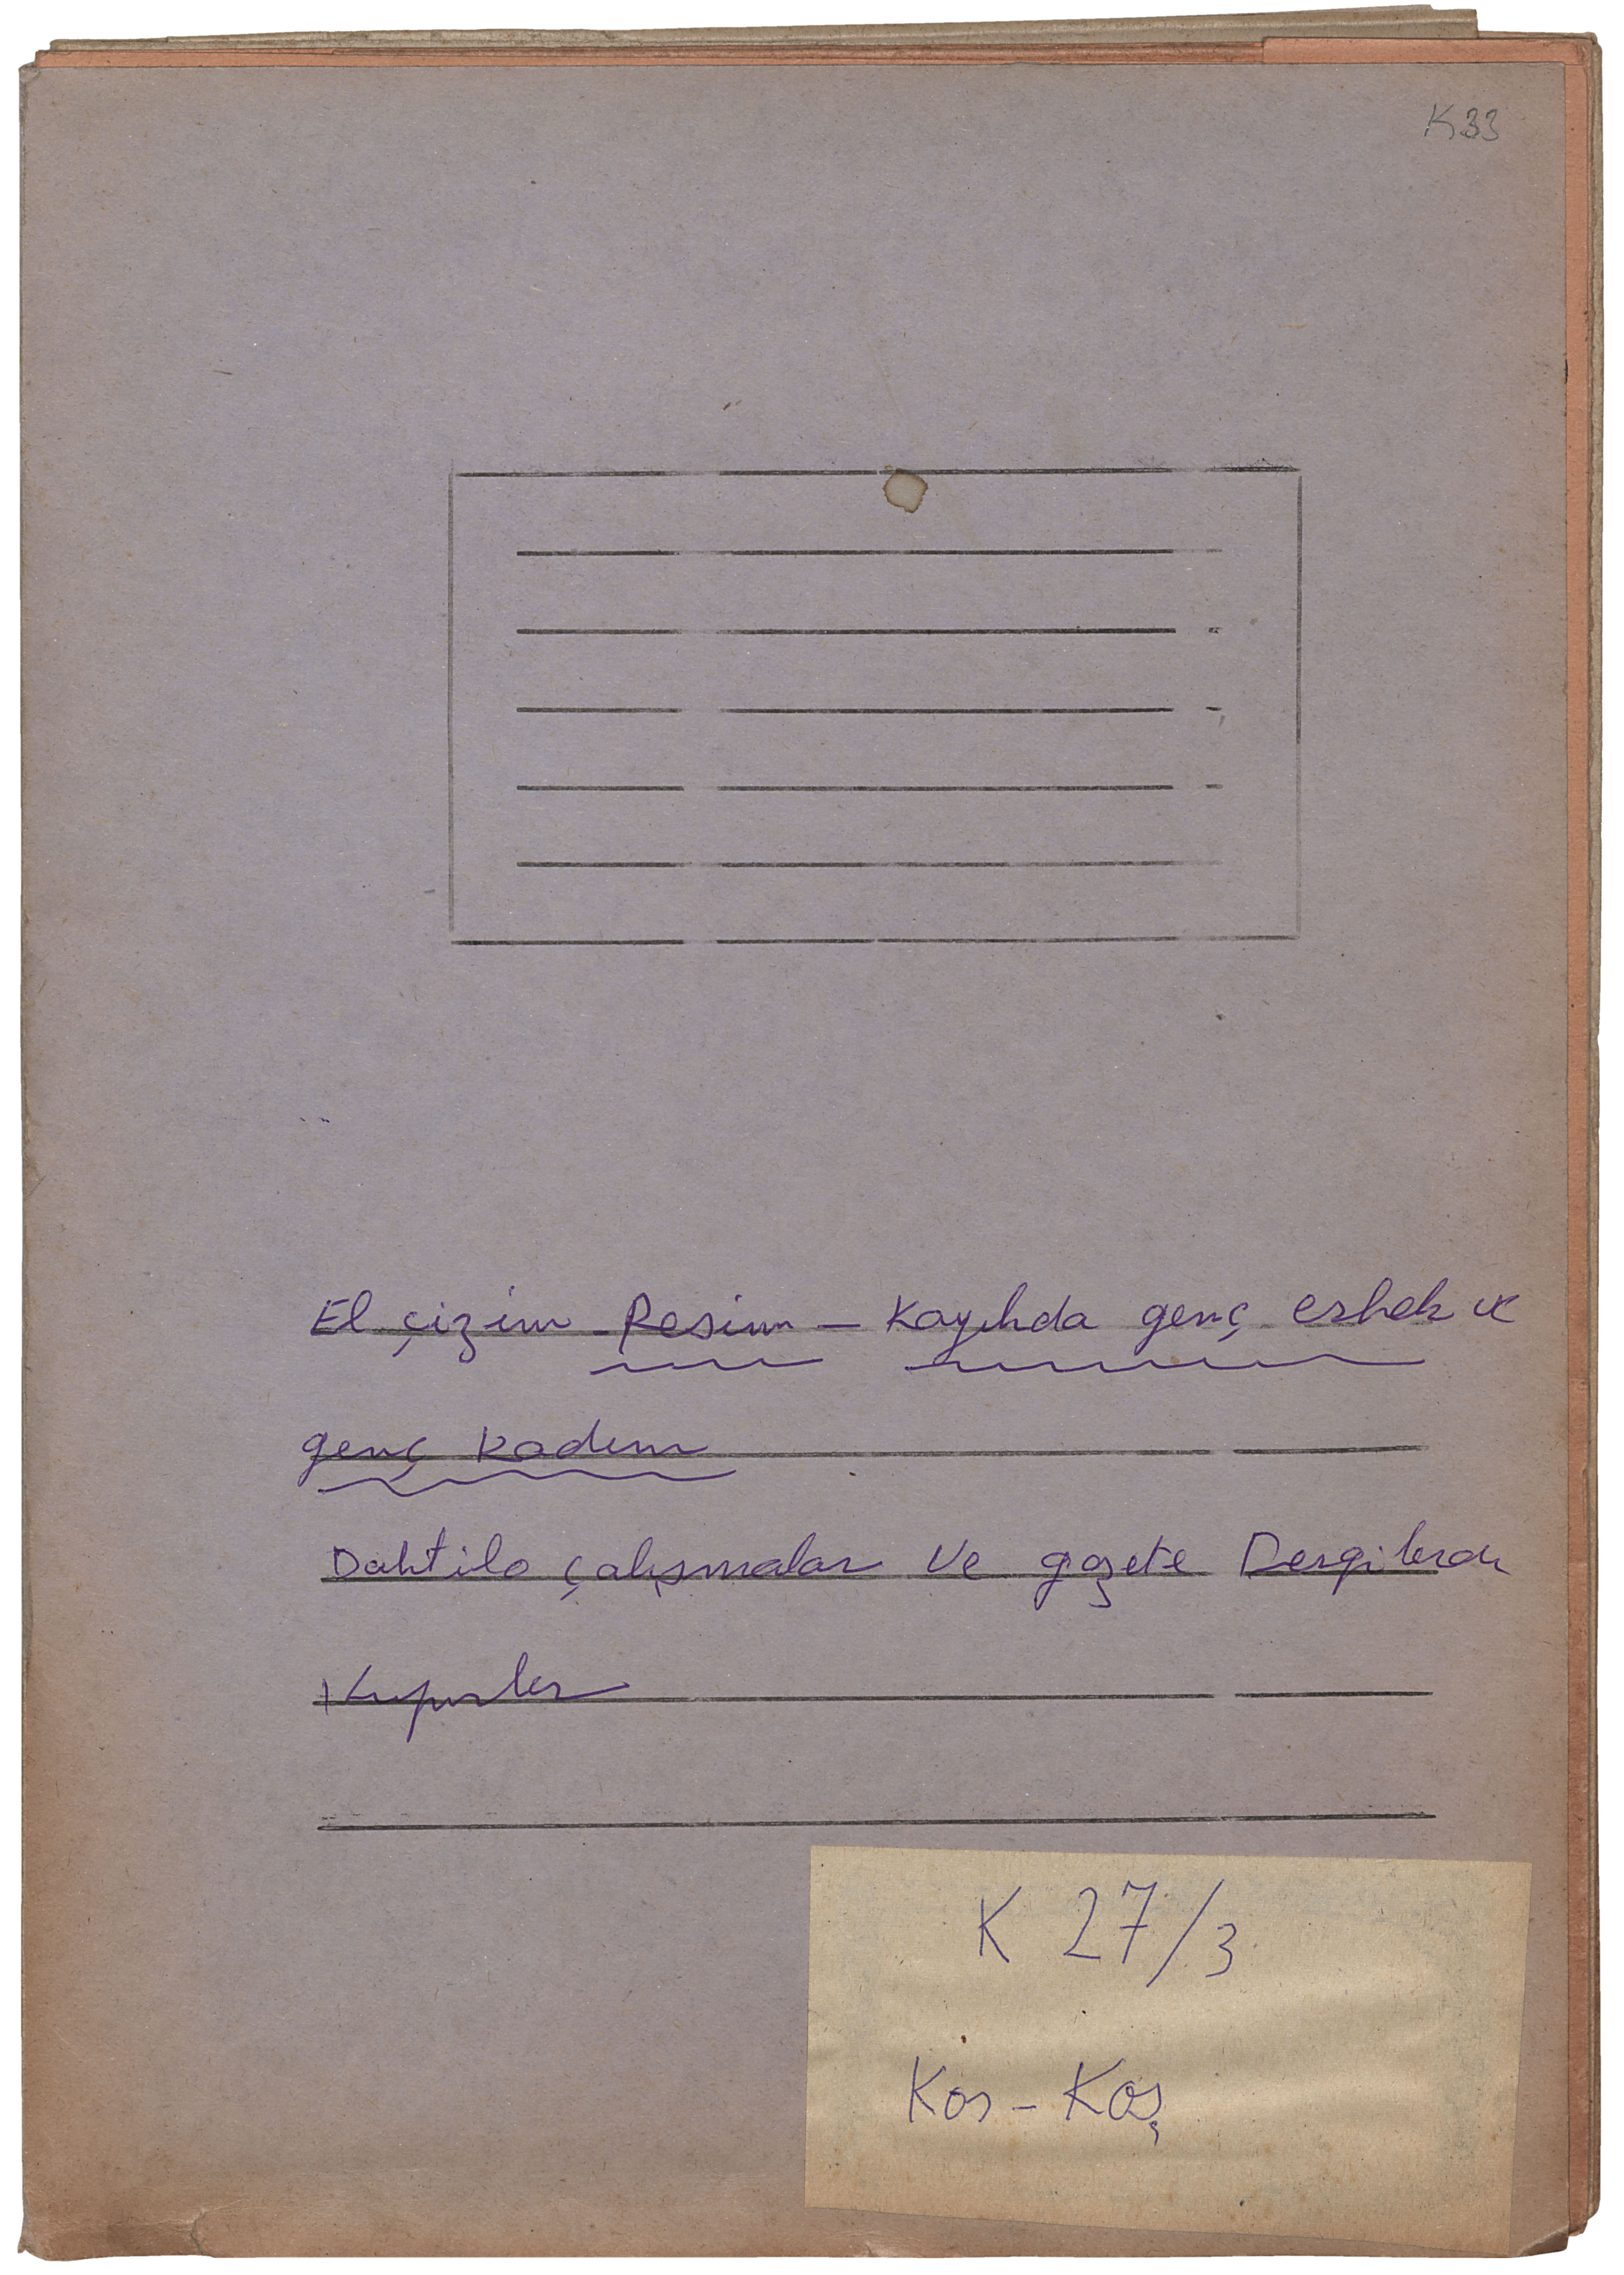 K33
El çizim Resim – Kayıkda genç erkek ve
genç kadın
Daktilo çalışmalar ve gazete Dergilerden
Kupürler
K 27/3
Kos – Koş